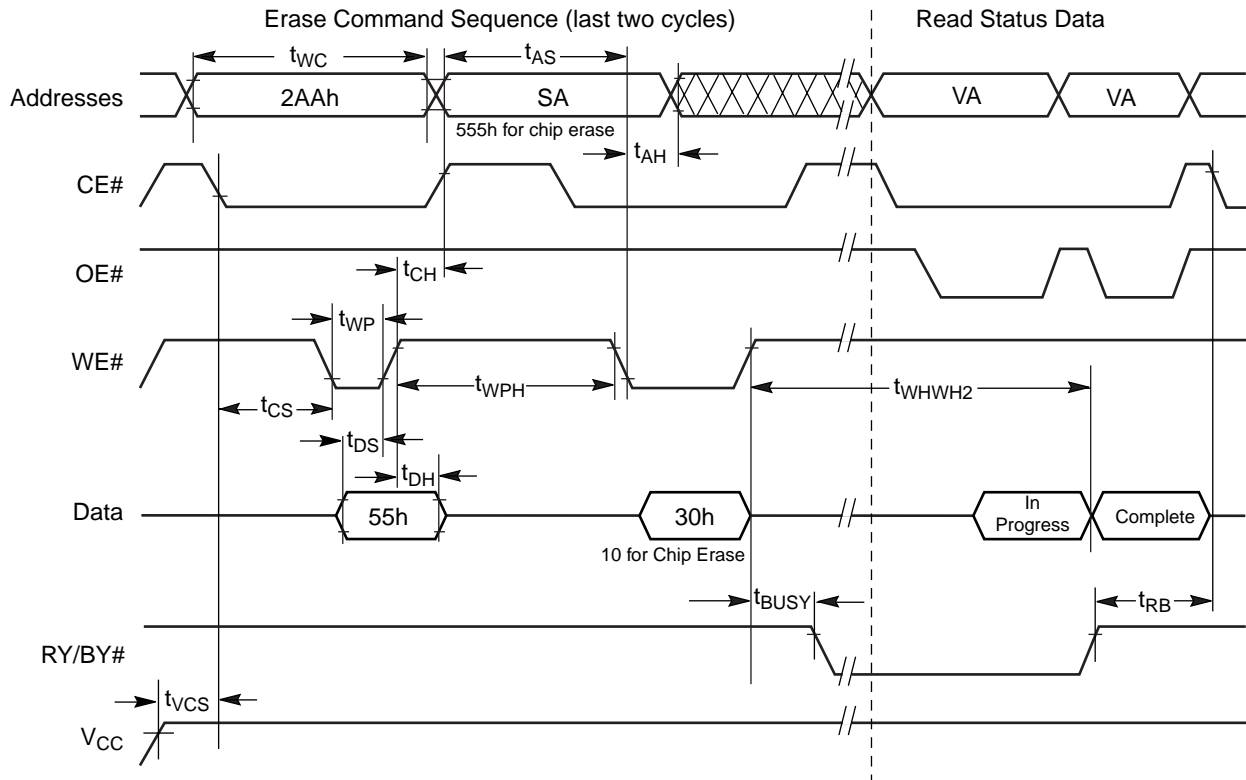 Erase Command Sequence (last two cycles)
Read Status Data
tWC
tAS
Addresses
2AAh
SA
VA
VA
555h for chip erase
tAH
CE#
OE#
tCH
tWP
WE#
tWPH
tWHWH2
tCS
tDS
tDH
Data
55h
30h
In
Progress
Complete
10 for Chip Erase
tBUSY
tRB
RY/BY#
tVCS
VCC